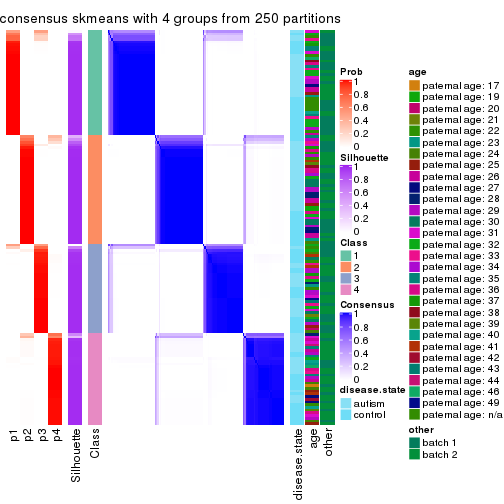 consensus skmeans with 4 groups from 250 partitions
Prob
1
0.8
0.6
0.4
0.2
0
Silhouette
1
0.8
0.6
0.4
0.2
0
Class
1
2
3
4
Consensus
1
0.8
0.6
0.4
0.2
0
disease.state
autism
control
age
paternal age: 17
paternal age: 19
paternal age: 20
paternal age: 21
paternal age: 22
paternal age: 23
paternal age: 24
paternal age: 25
paternal age: 26
paternal age: 27
paternal age: 28
paternal age: 29
paternal age: 30
paternal age: 31
paternal age: 32
paternal age: 33
paternal age: 34
paternal age: 35
paternal age: 36
paternal age: 37
paternal age: 38
paternal age: 39
paternal age: 40
paternal age: 41
paternal age: 42
paternal age: 43
paternal age: 44
paternal age: 46
paternal age: 49
paternal age: n/a
other
batch 1
batch 2
p1
p2
p3
p4
Silhouette
Class
disease.state
age
other